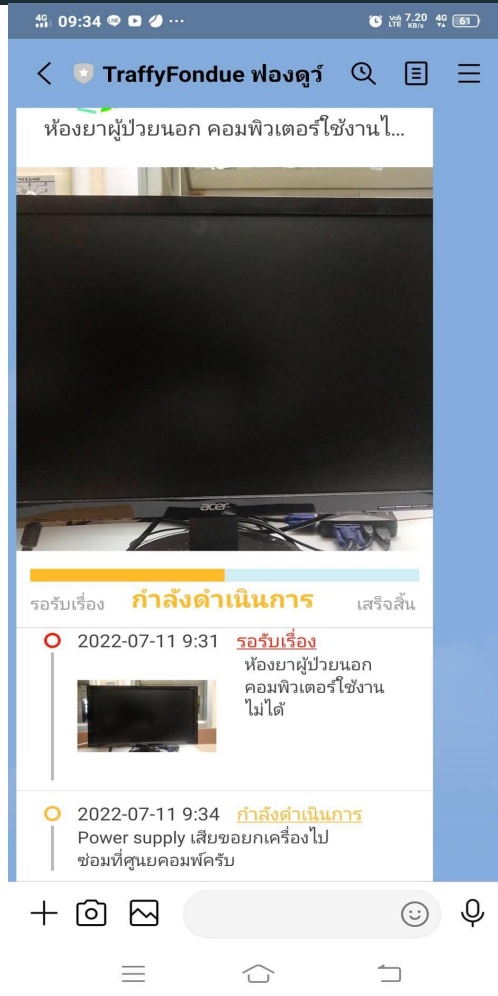 4G 09:34 ...
VoLTE 7.20 KB/s 4G 61
TraffyFondue ฟองดูว์
ห้องยาผู้ป่วยนอก คอมพิวเตอร์ใช้งานไ...
VOLUME
acer
รอรับเรื่อง กำลังดำเนินการ เสร็จสิ้น
2022-07-11 9:31 รอรับเรื่อง
ห้องยาผู้ป่วยนอก
คอมพิวเตอร์ใช้งาน
ไม่ได้
2022-07-11 9:34 กำลังดำเนินการ
Power supply เสียขอยกเครื่องไป
ซ่อมที่ศูนยคอมพ์ครับ